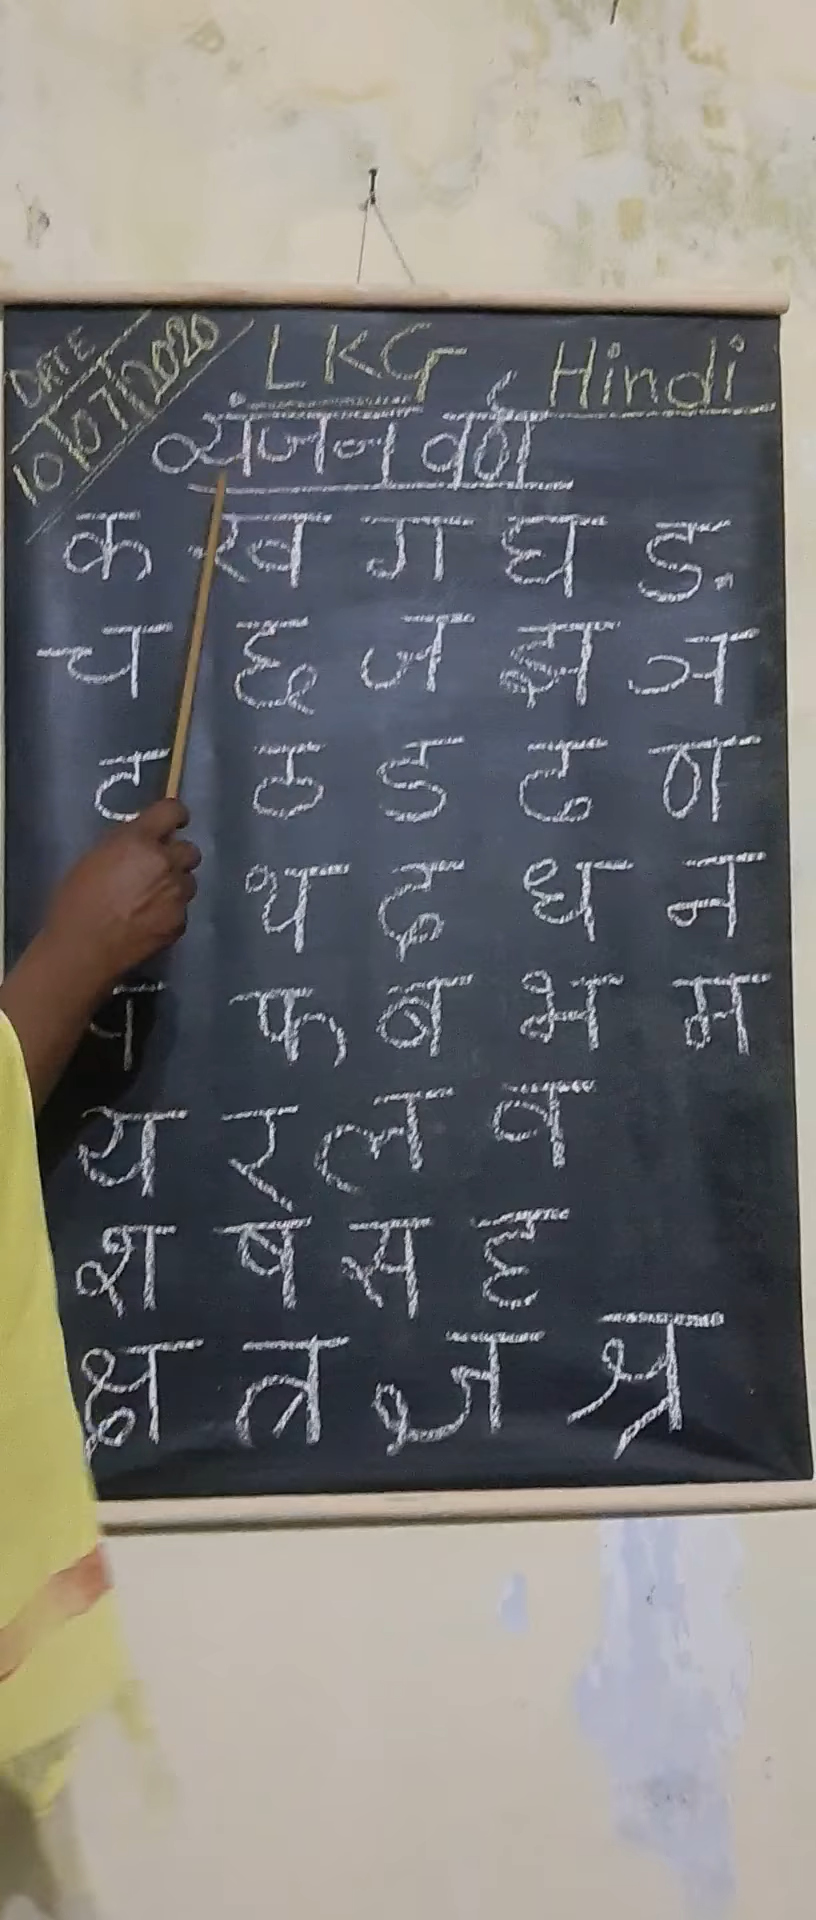 DATE
10/07/2020
LKG Hindi
व्यंजन वर्ण
क ख ग घ ङ
च छ ज झ ञ
ट ठ ड ढ ण
थ द ध न
प फ ब भ म
य र ल व
श ष स ह
क्ष त्र ज्ञ श्र